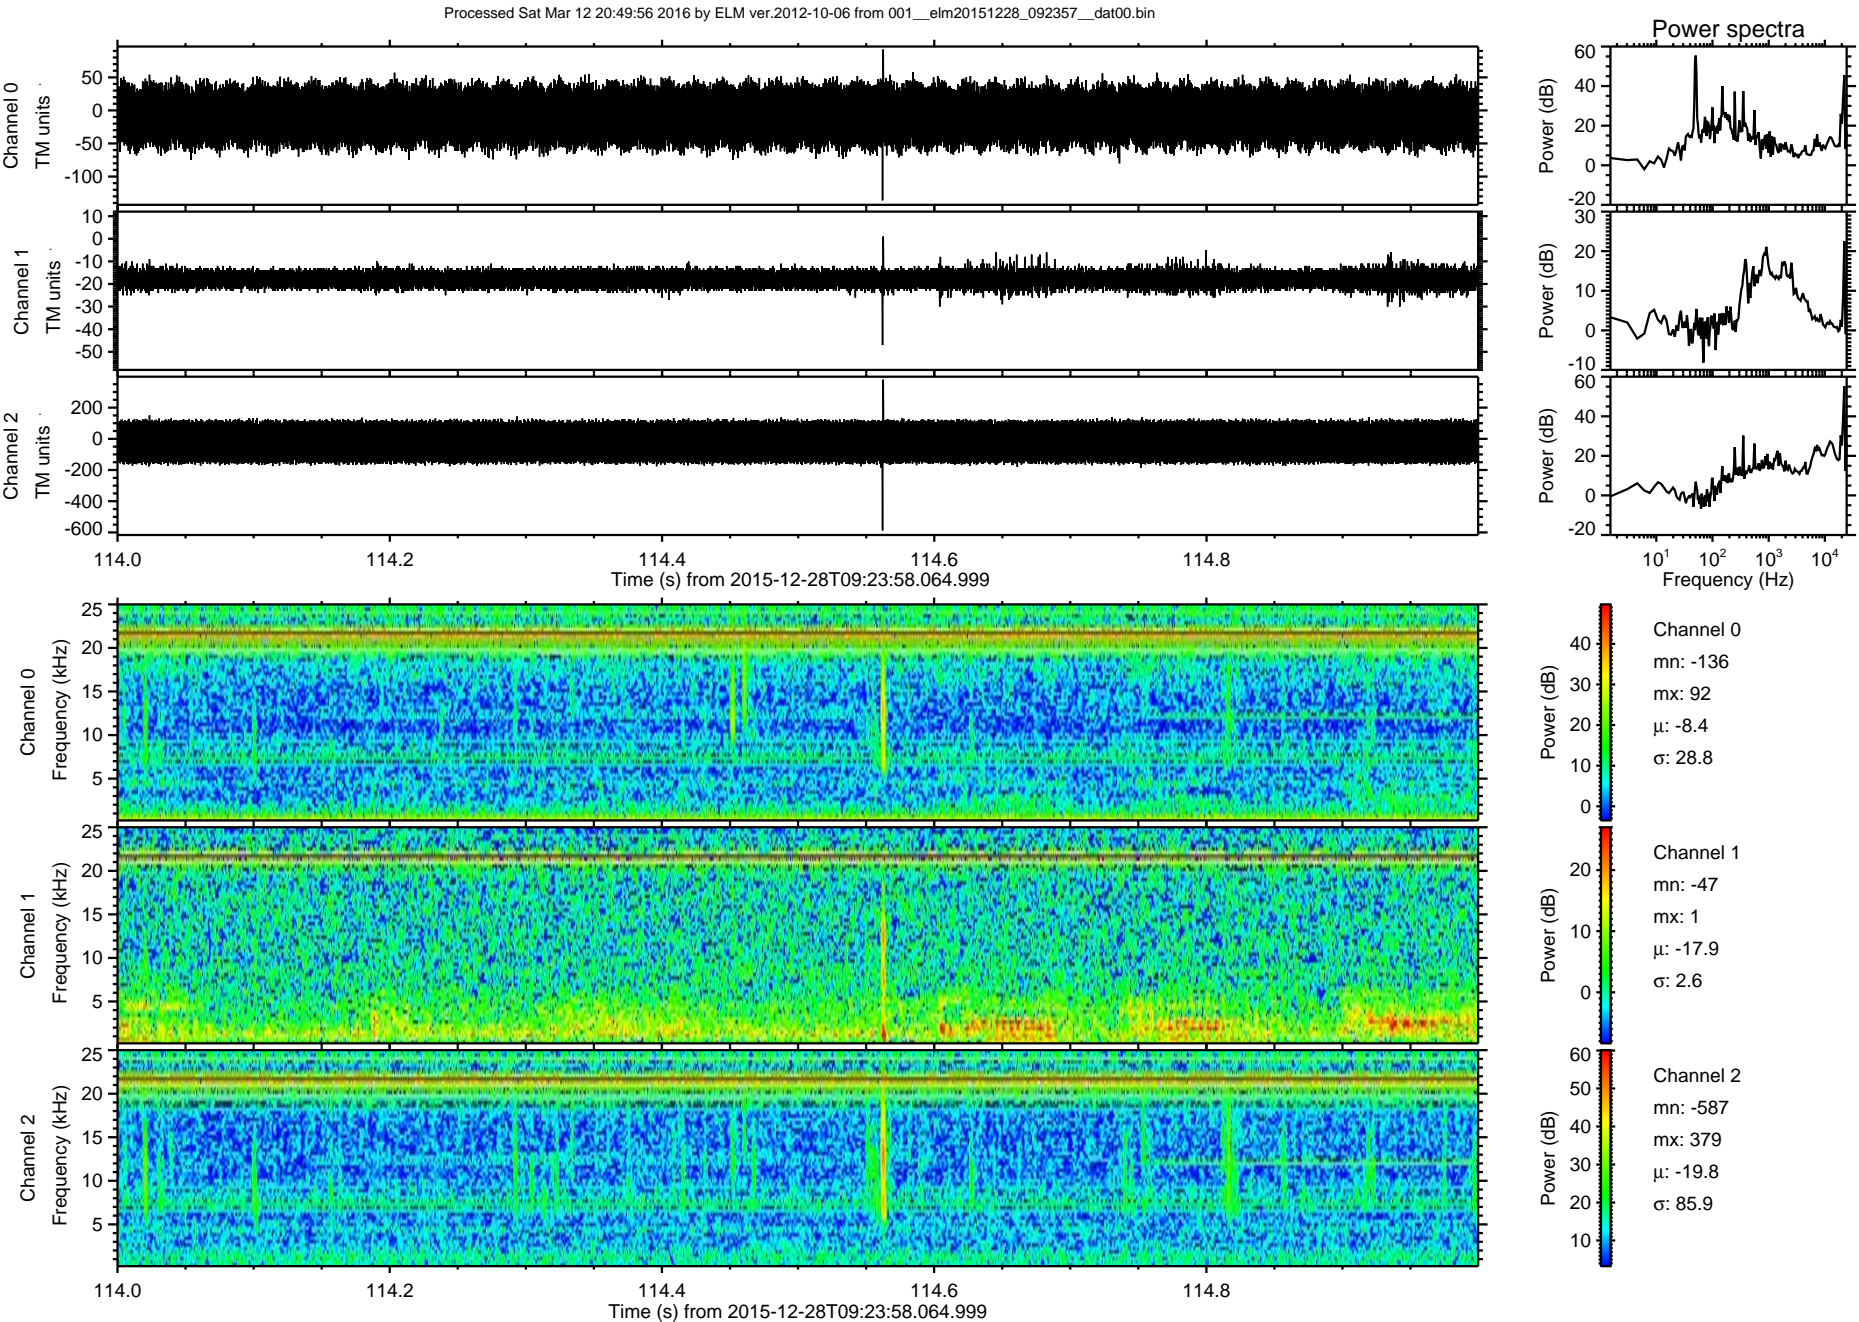 Processed Sat Mar 12 20:49:56 2016 by ELM ver.2012-10-06 from 001__elm20151228_092357__dat00.bin
Power spectra
Channel 0
TM units
50
0
-50
-100
Power (dB)
60
40
20
0
-20
Channel 1
TM units
10
0
-10
-20
-30
-40
-50
Power (dB)
30
20
10
0
-10
Channel 2
TM units
200
0
-200
-400
-600
Power (dB)
60
40
20
0
-20
114.0 114.2 114.4 114.6 114.8
Time (s) from 2015-12-28T09:23:58.064.999
10¹ 10² 10³ 10⁴
Frequency (Hz)
Channel 0
Frequency (kHz)
25
20
15
10
5
Power (dB)
40
30
20
10
0
Channel 0
mn: -136
mx: 92
μ: -8.4
σ: 28.8
Channel 1
Frequency (kHz)
25
20
15
10
5
Power (dB)
20
10
0
Channel 1
mn: -47
mx: 1
μ: -17.9
σ: 2.6
Channel 2
Frequency (kHz)
25
20
15
10
5
Power (dB)
60
50
40
30
20
10
Channel 2
mn: -587
mx: 379
μ: -19.8
σ: 85.9
114.0 114.2 114.4 114.6 114.8
Time (s) from 2015-12-28T09:23:58.064.999